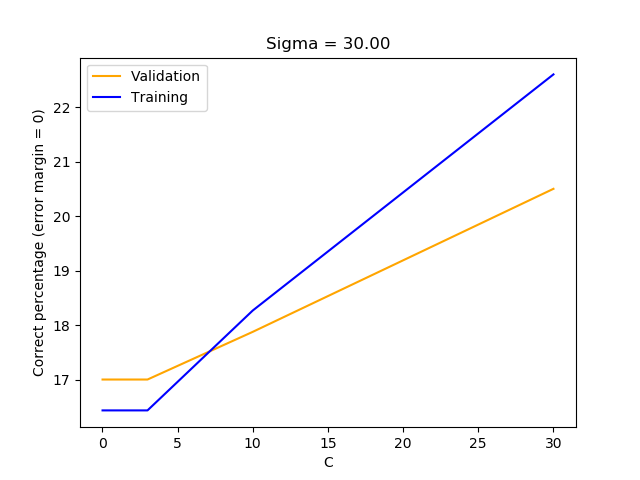 Sigma = 30.00
Validation
Training
Correct percentage (error margin = 0)
22
21
20
19
18
17
0 5 10 15 20 25 30
C